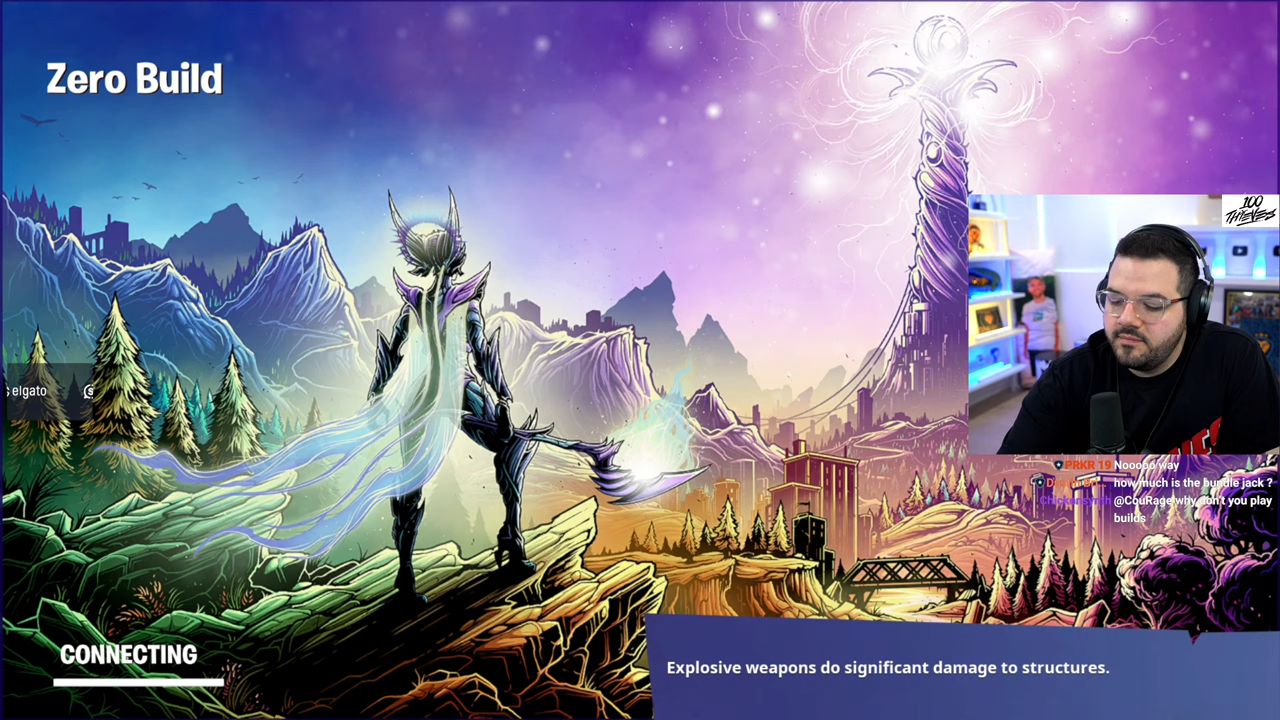 Zero Build
100
THIEVES
elgato
PRKR 19 Nooooo way
how much is the bundle jack ?
@CouRage why don't you play
builds
CONNECTING
Explosive weapons do significant damage to structures.